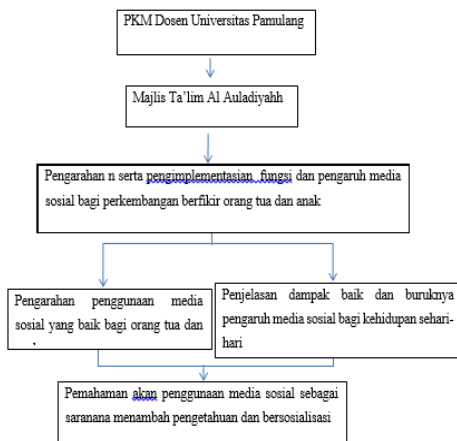 PKM Dosen Universitas Pamulang
Majlis Ta’lim Al Auladiyahh
Pengarahan n serta pengimplementasian fungsi dan pengaruh media
sosial bagi perkembangan berfikir orang tua dan anak
Pengarahan penggunaan media
sosial yang baik bagi orang tua dan
Penjelasan dampak baik dan buruknya
pengaruh media sosial bagi kehidupan sehari-
hari
Pemahaman akan penggunaan media sosial sebagai
saranana menambah pengetahuan dan bersosialisasi